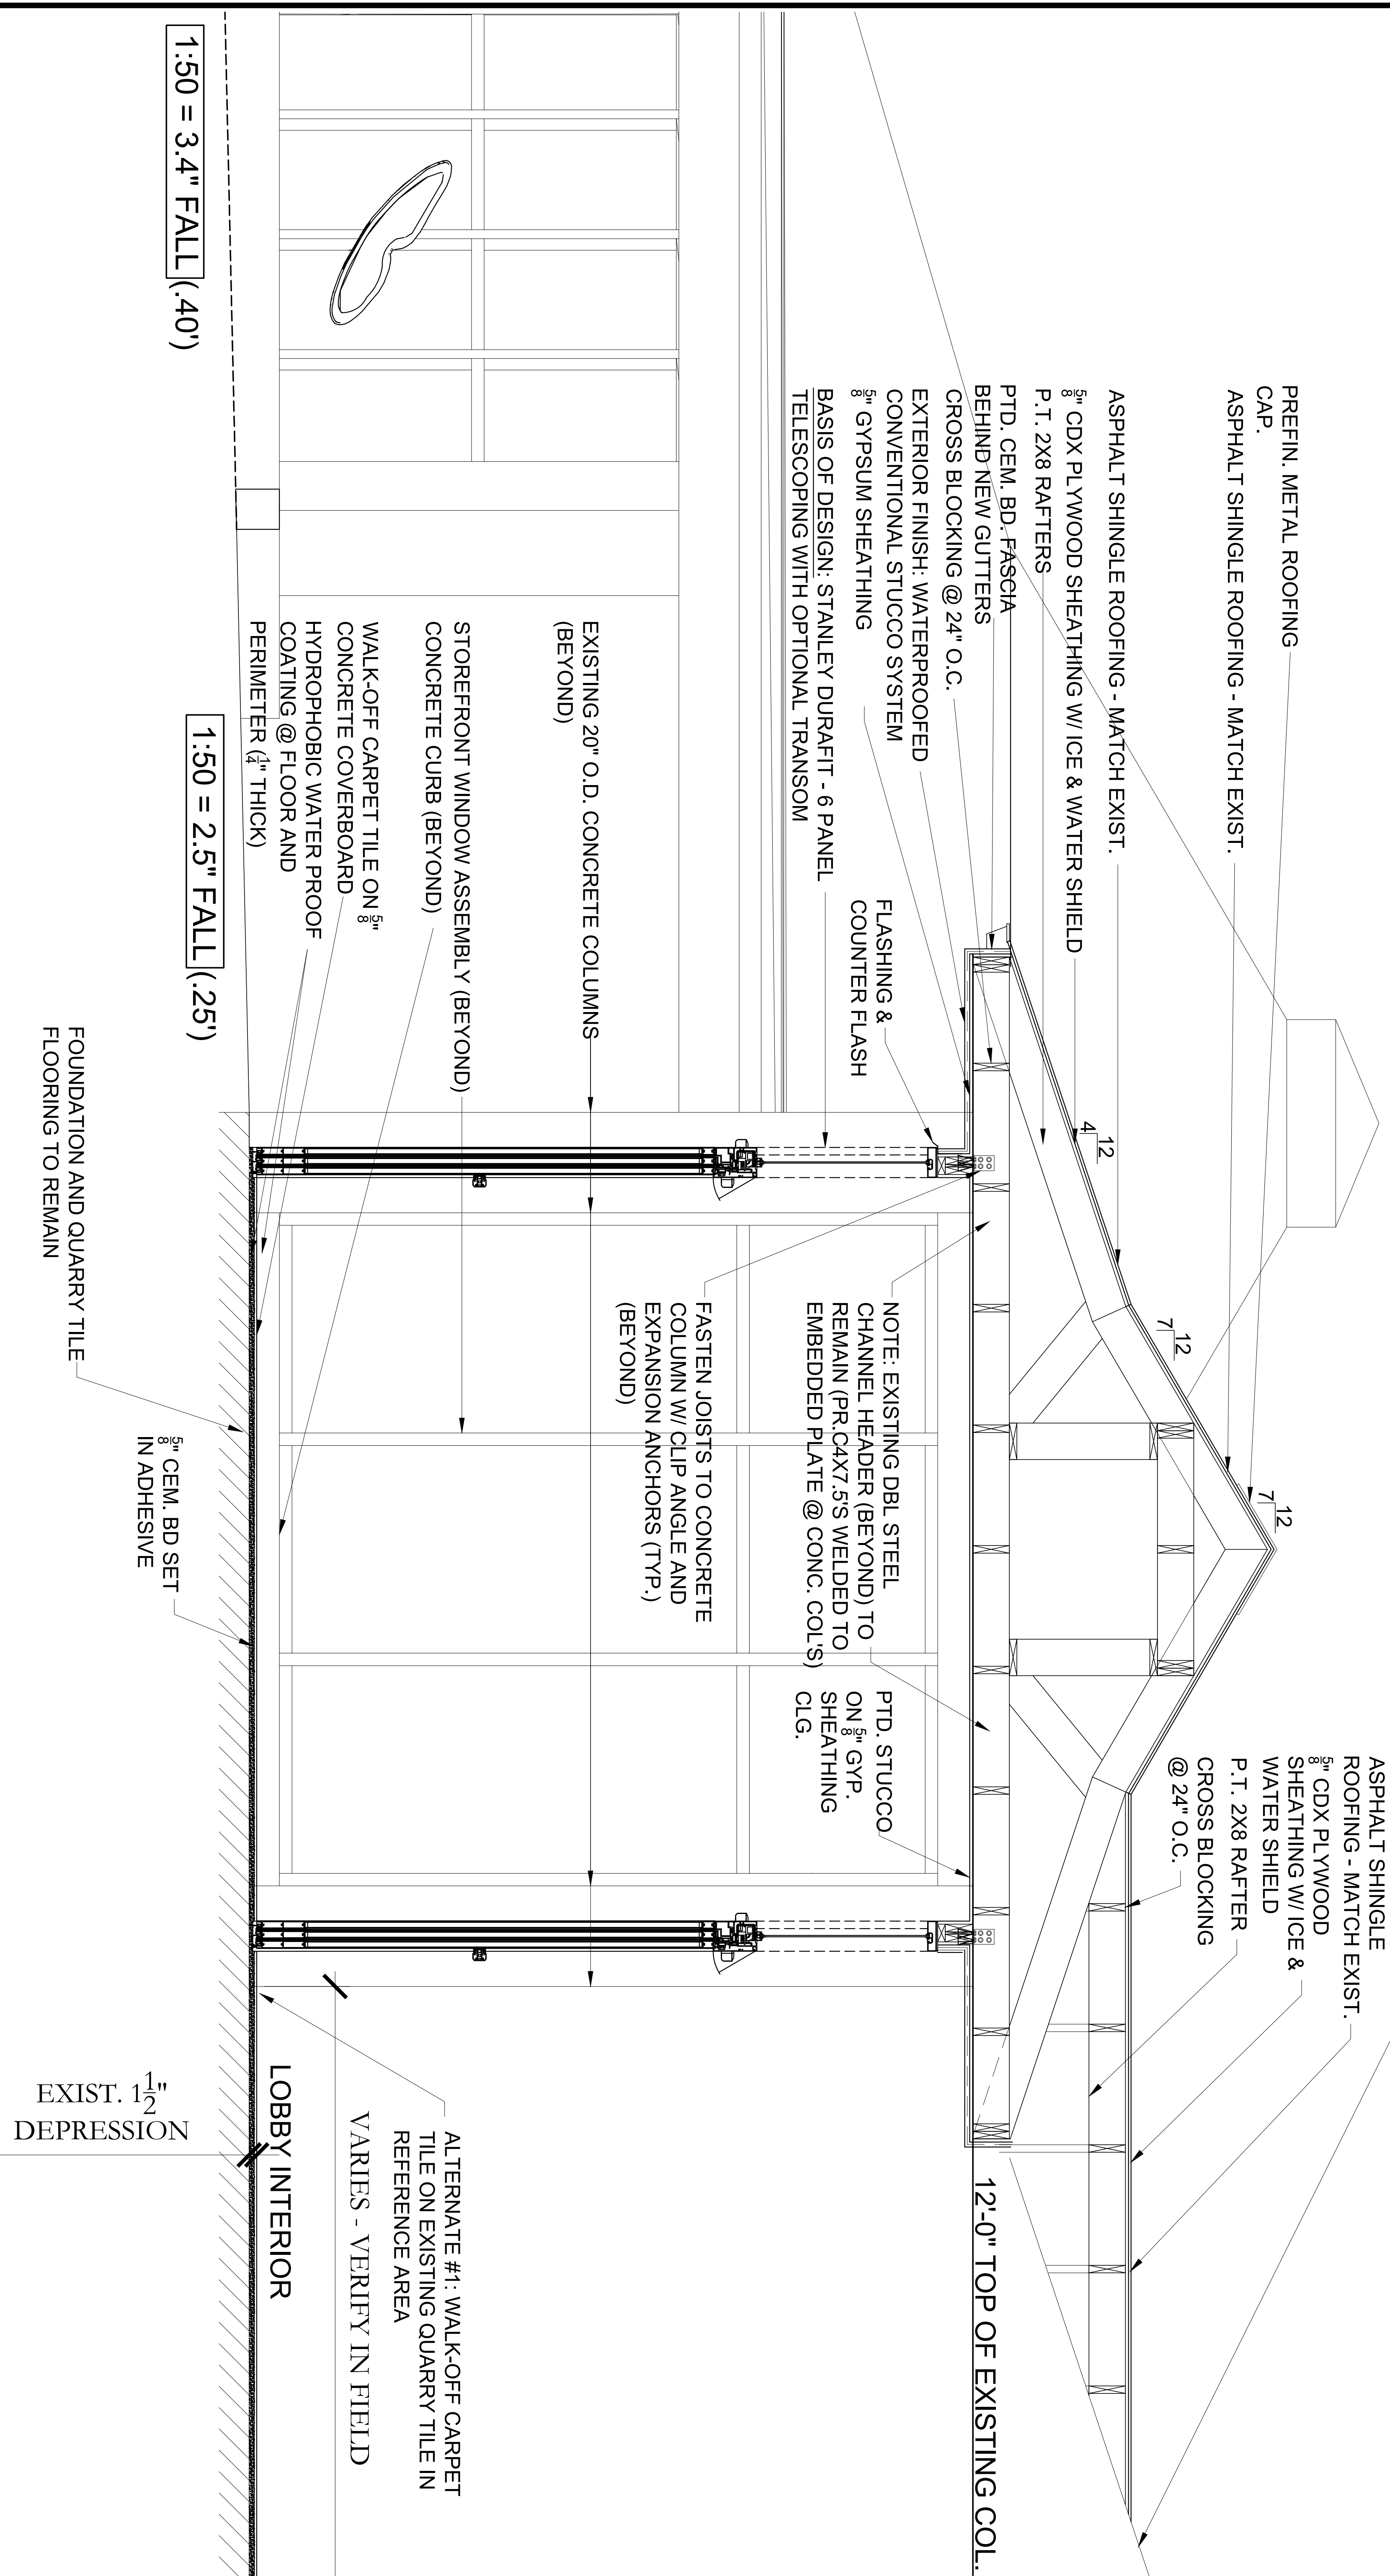 PREFIN. METAL ROOFING
CAP.
ASPHALT SHINGLE ROOFING - MATCH EXIST.
ASPHALT SHINGLE ROOFING - MATCH EXIST.
5/8" CDX PLYWOOD SHEATHING W/ ICE & WATER SHIELD
P.T. 2X8 RAFTERS
PTD. CEM. BD. FASCIA
BEHIND NEW GUTTERS
CROSS BLOCKING @ 24" O.C.
EXTERIOR FINISH: WATERPROOFED
CONVENTIONAL STUCCO SYSTEM
5/8" GYPSUM SHEATHING
BASIS OF DESIGN: STANLEY DURAFIT - 6 PANEL
TELESCOPING WITH OPTIONAL TRANSOM
FLASHING &
COUNTER FLASH
12
4
12
7
12
7
ASPHALT SHINGLE
ROOFING - MATCH EXIST.
5/8" CDX PLYWOOD
SHEATHING W/ ICE &
WATER SHIELD
P.T. 2X8 RAFTER
CROSS BLOCKING
@ 24" O.C.
12'-0" TOP OF EXISTING COL.
NOTE: EXISTING DBL STEEL
CHANNEL HEADER (BEYOND) TO
REMAIN (PR.C4X7.5'S WELDED TO
EMBEDDED PLATE @ CONC. COL'S)
PTD. STUCCO
ON 5/8" GYP.
SHEATHING
CLG.
FASTEN JOISTS TO CONCRETE
COLUMN W/ CLIP ANGLE AND
EXPANSION ANCHORS (TYP.)
(BEYOND)
EXISTING 20" O.D. CONCRETE COLUMNS
(BEYOND)
STOREFRONT WINDOW ASSEMBLY (BEYOND)
CONCRETE CURB (BEYOND)
WALK-OFF CARPET TILE ON 5/8"
CONCRETE COVERBOARD
HYDROPHOBIC WATER PROOF
COATING @ FLOOR AND
PERIMETER (1/4" THICK)
1:50 = 3.4" FALL (.40')
1:50 = 2.5" FALL (.25')
ALTERNATE #1: WALK-OFF CARPET
TILE ON EXISTING QUARRY TILE IN
REFERENCE AREA
VARIES - VERIFY IN FIELD
LOBBY INTERIOR
5/8" CEM. BD SET
IN ADHESIVE
FOUNDATION AND QUARRY TILE
FLOORING TO REMAIN
EXIST. 1 1/2"
DEPRESSION